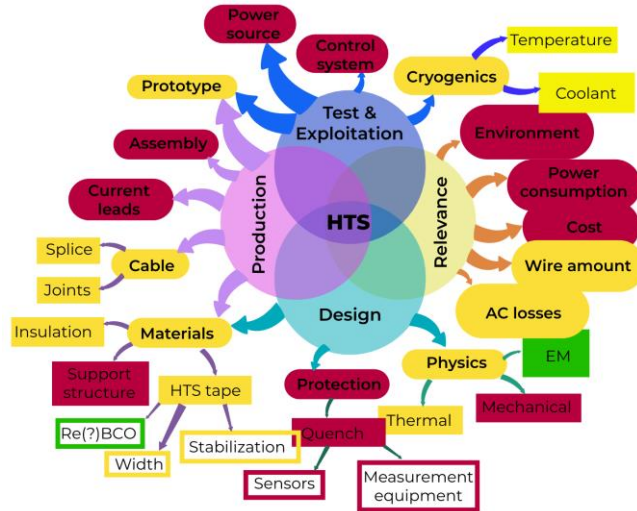 Power
source
Control
system
Prototype
Cryogenics
Temperature
Coolant
Test &
Exploitation
Assembly
Environment
Current
leads
Power
consumption
Production
HTS
Relevance
Cost
Splice
Cable
Joints
Wire amount
Design
AC losses
Insulation
Materials
Physics
EM
Support
structure
HTS tape
Protection
Thermal
Mechanical
Re(?)BCO
Stabilization
Quench
Width
Sensors
Measurement
equipment